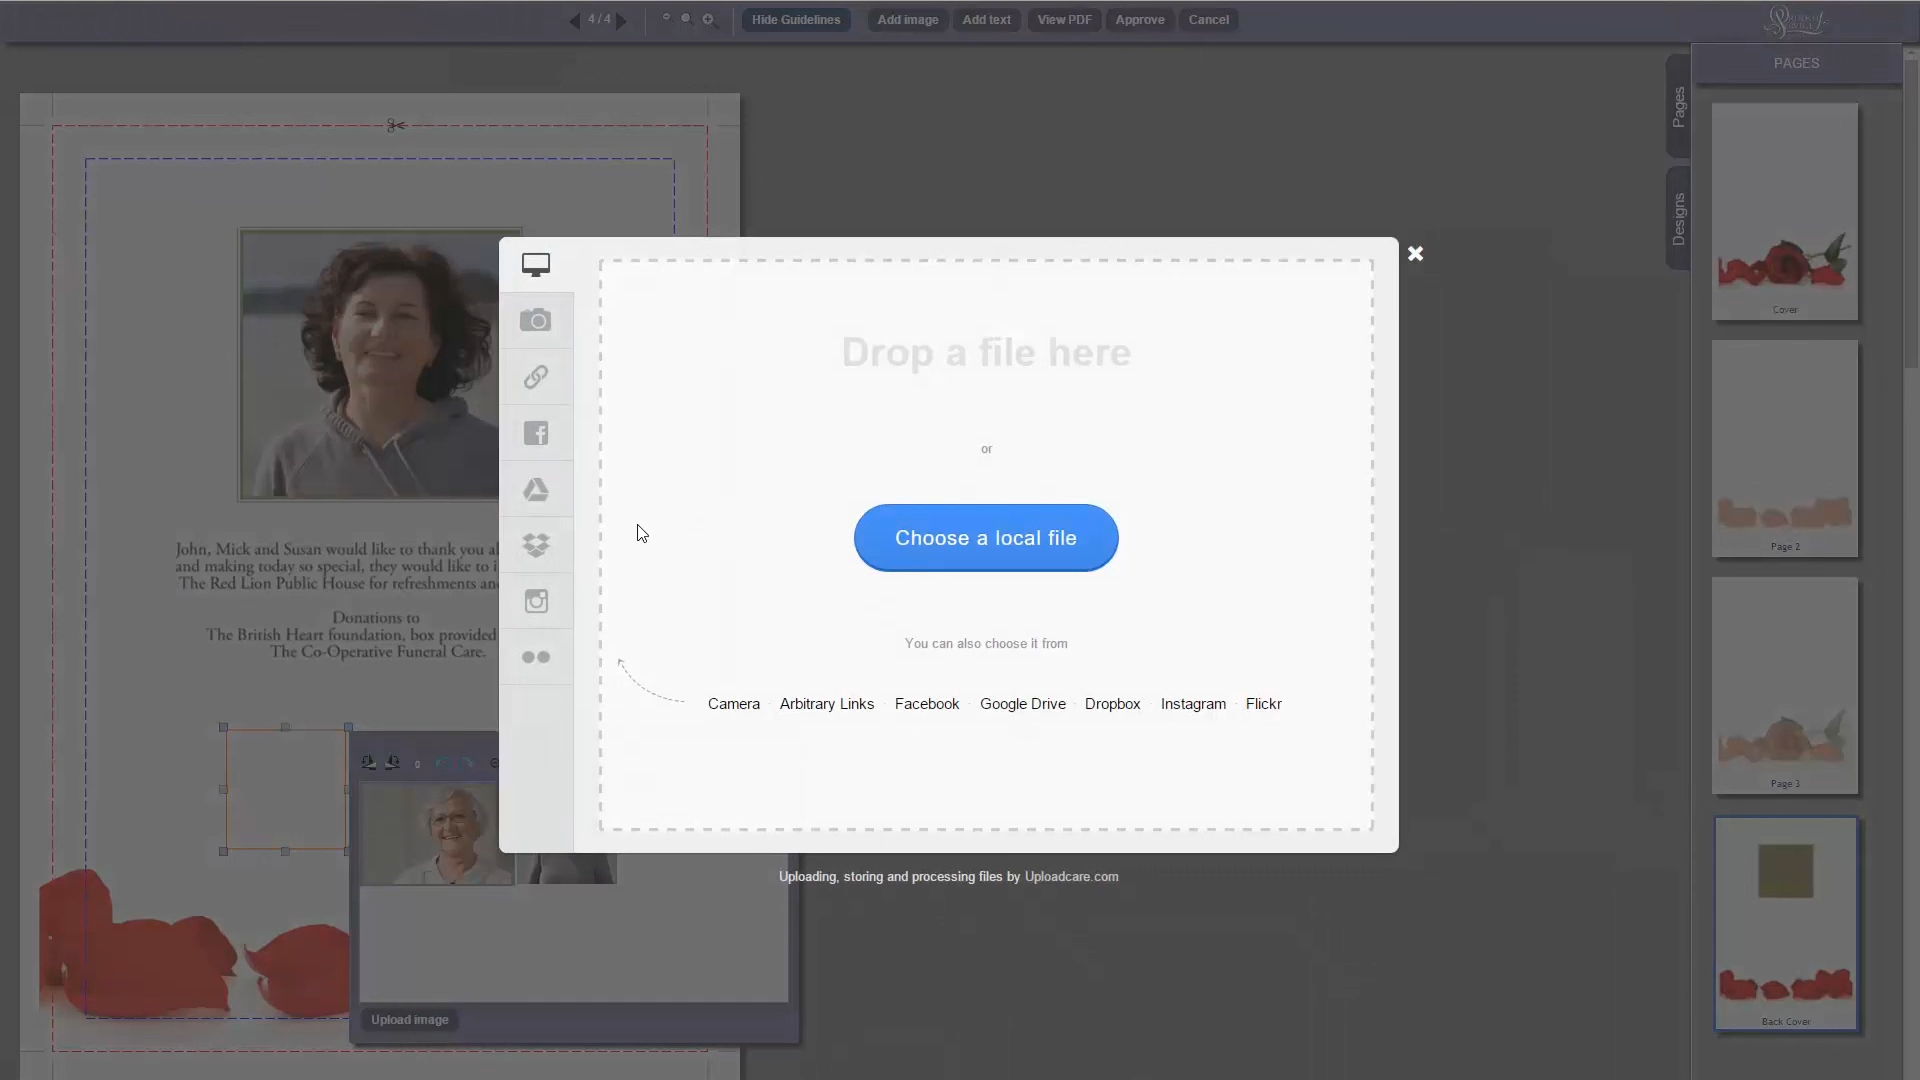 4 / 4
Hide Guidelines
Add image
Add text
View PDF
Approve
Cancel
PAGES
Pages
Designs
Cover
Page 2
Page 3
Back Cover
Drop a file here
or
Choose a local file
You can also choose it from
Camera Arbitrary Links Facebook Google Drive Dropbox Instagram Flickr
Uploading, storing and processing files by Uploadcare.com
John, Mick and Susan would like to thank you
and making today so special, they would like to
The Red Lion Public House for refreshments
Donations to
The British Heart foundation, box provided
The Co-Operative Funeral Care.
0
Upload image